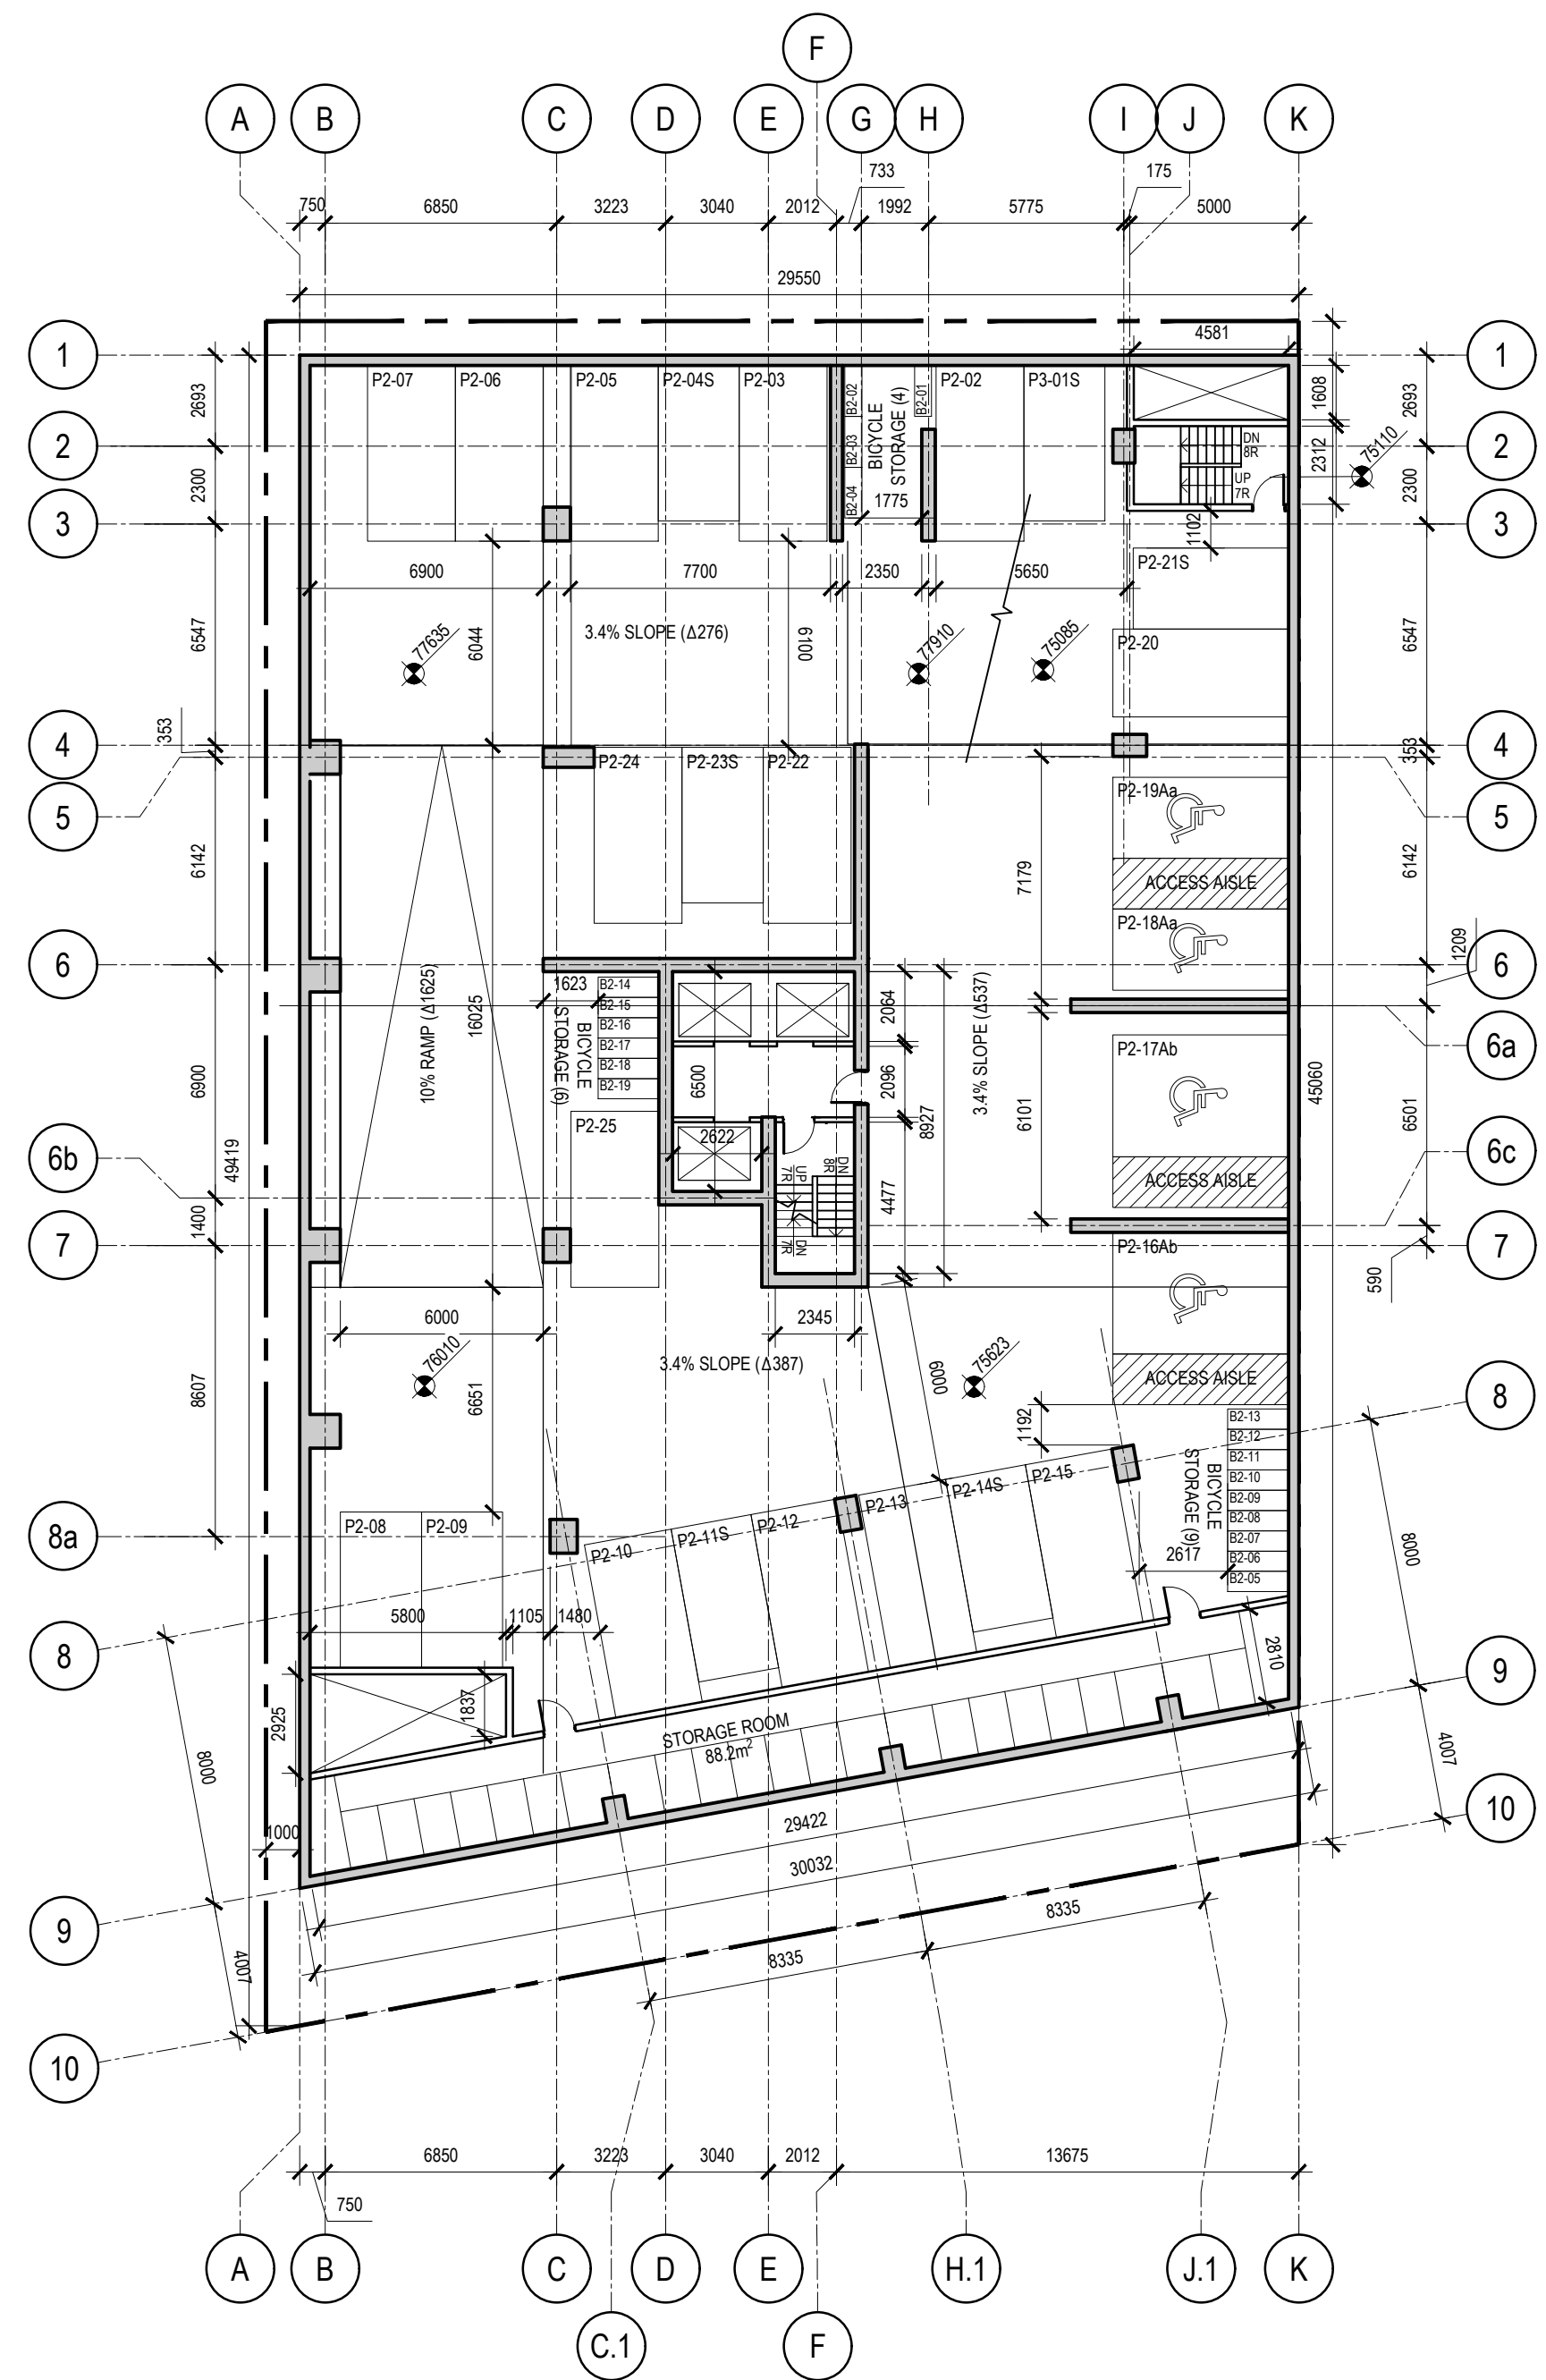 F
A
B
C
D
E
G
H
I
J
K
733
175
750
6850
3223
3040
2012
1992
5775
5000
29550
4581
1
1
2693
1608
2693
P2-07
P2-06
P2-05
P2-04S
P2-03
B2-02
B2-03
B2-04
BICYCLE
STORAGE (4)
B2-01
P2-02
P3-01S
2
2
DN
8R
UP
7R
2312
75110
2300
2300
1775
3
3
1102
P2-21S
6900
7700
2350
5650
6547
6547
3.4% SLOPE (Δ276)
6044
6100
77635
77910
75085
P2-20
353
353
4
4
5
5
P2-24
P2-23S
P2-22
P2-19Aa
ACCESS AISLE
P2-18Aa
6142
6142
7179
6
6
1209
1623
B2-14
B2-15
B2-16
B2-17
B2-18
B2-19
BICYCLE
STORAGE (6)
10% RAMP (Δ1625)
16025
2064
2096
4477
8927
6500
2622
3.4% SLOPE (Δ537)
6101
6a
P2-17Ab
ACCESS AISLE
45060
6501
6900
49419
P2-25
UP
7R
DN
8R
DN
7R
6b
6c
1400
7
7
590
P2-16Ab
ACCESS AISLE
6000
2345
76010
3.4% SLOPE (Δ387)
75623
6000
8607
6651
1192
8
B2-13
B2-12
B2-11
B2-10
B2-09
B2-08
B2-07
B2-06
B2-05
BICYCLE
STORAGE (9)
2617
8000
8a
P2-08
P2-09
P2-10
P2-11S
P2-12
P2-13
P2-14S
P2-15
5800
1105
1480
8
2810
9
2925
1837
STORAGE ROOM
88.2m²
8000
4007
1000
29422
30032
10
8335
8335
9
4007
10
6850
3223
3040
2012
13675
750
A
B
C
D
E
H.1
J.1
K
C.1
F